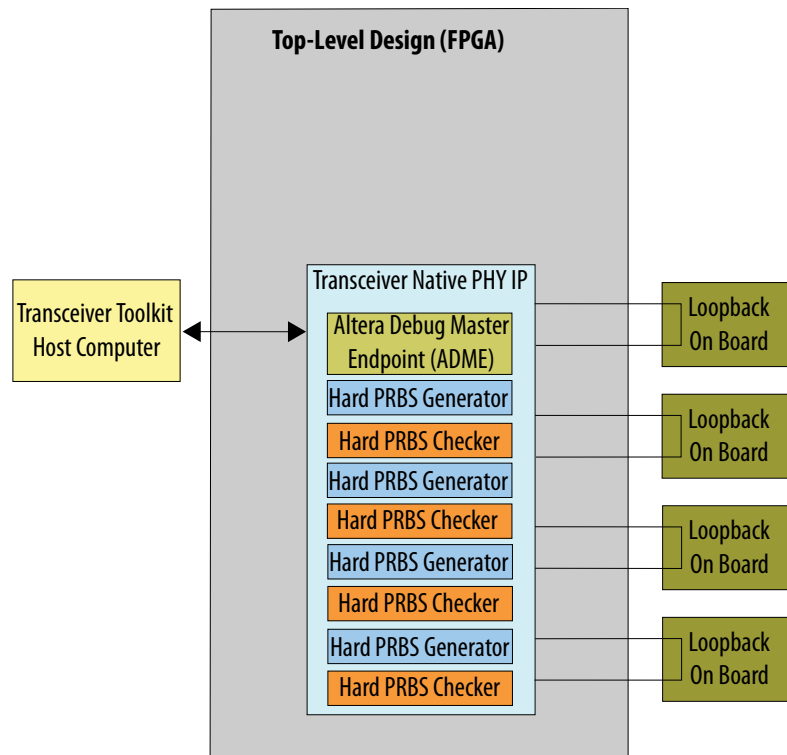 Top-Level Design (FPGA)
Transceiver Toolkit
Host Computer
Transceiver Native PHY IP
Altera Debug Master
Endpoint (ADME)
Hard PRBS Generator
Hard PRBS Checker
Hard PRBS Generator
Hard PRBS Checker
Hard PRBS Generator
Hard PRBS Checker
Hard PRBS Generator
Hard PRBS Checker
Loopback
On Board
Loopback
On Board
Loopback
On Board
Loopback
On Board